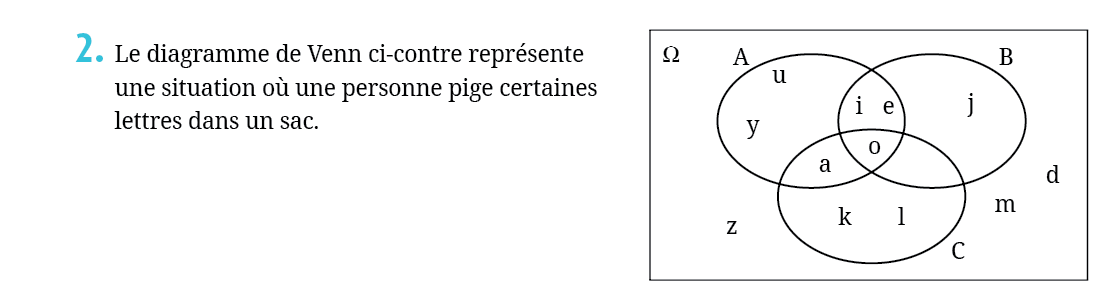 2. Le diagramme de Venn ci-contre représente
une situation où une personne pige certaines
lettres dans un sac.
Ω A B
u
i e j
y
o
a
d
k l m
z
C